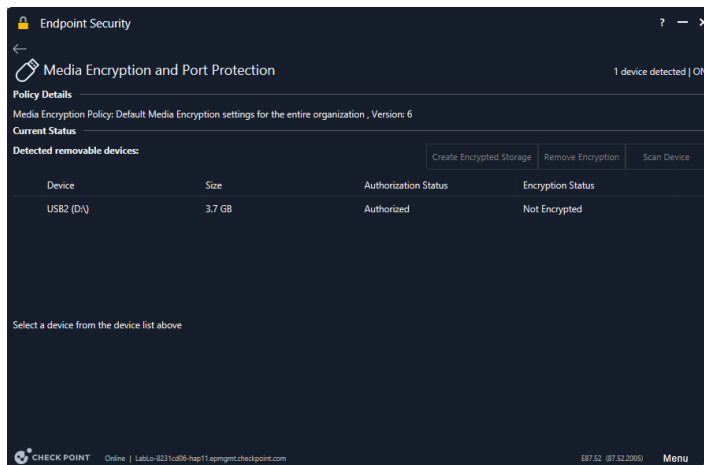 Endpoint Security
? — ×
←
Media Encryption and Port Protection
1 device detected | ON
Policy Details
Media Encryption Policy: Default Media Encryption settings for the entire organization , Version: 6
Current Status
Detected removable devices:
Create Encrypted Storage Remove Encryption Scan Device
Device Size Authorization Status Encryption Status
USB2 (D:\) 3.7 GB Authorized Not Encrypted
Select a device from the device list above
CHECK POINT Online | LabLo-8231cd06-hap11.epmgmt.checkpoint.com E87.52 (87.52.2005) Menu